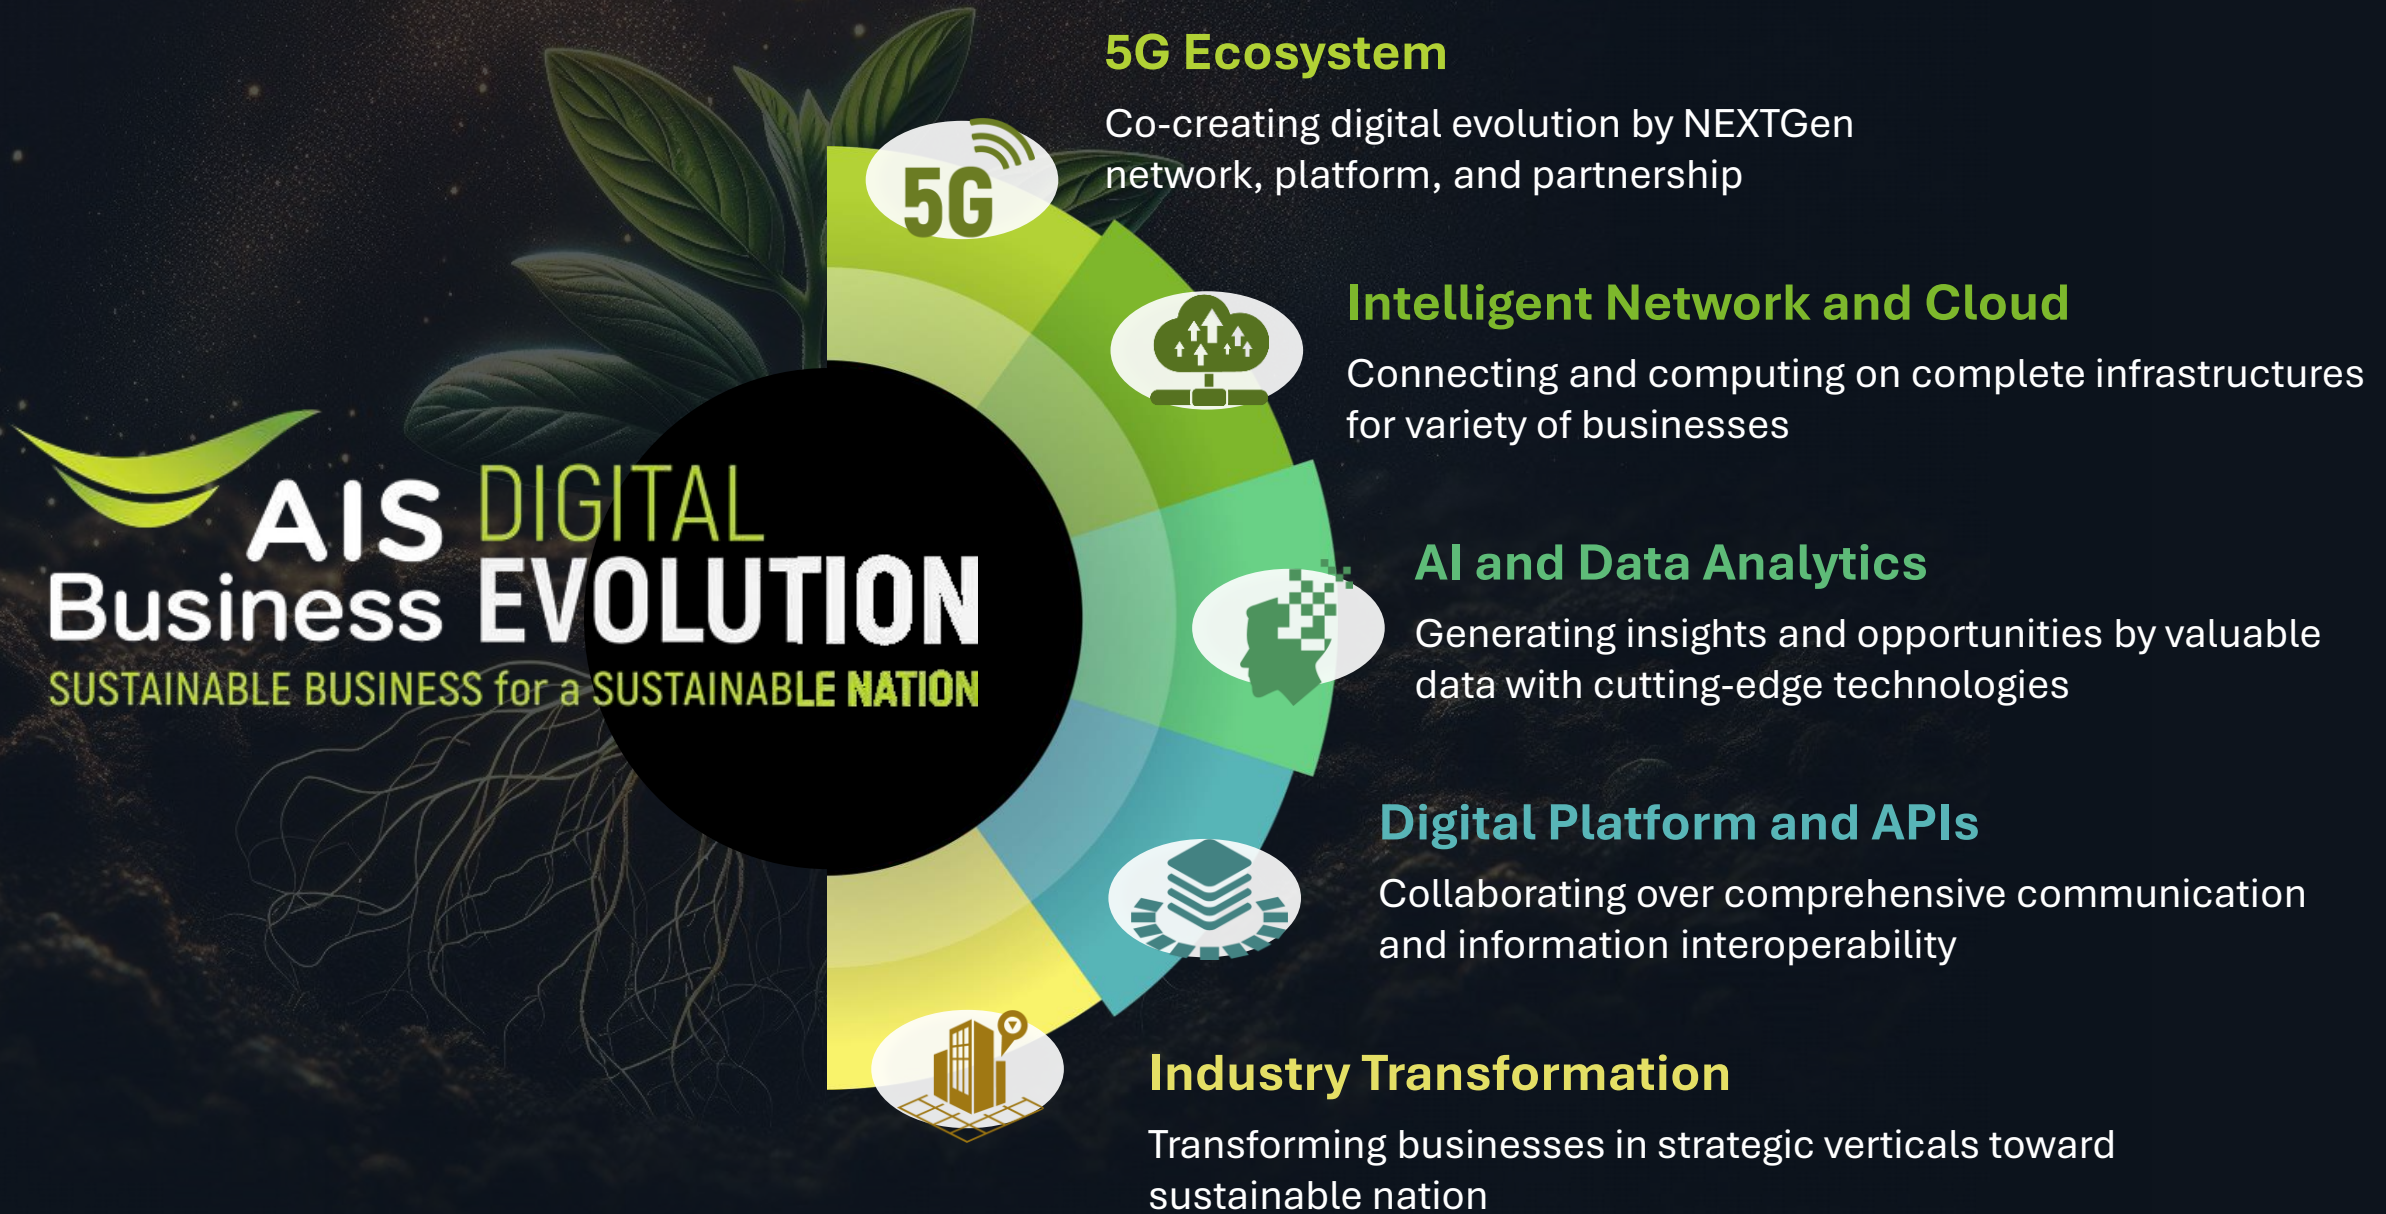 AIS
Business
DIGITAL
EVOLUTION
SUSTAINABLE BUSINESS for a SUSTAINABLE NATION
5G
5G Ecosystem
Co-creating digital evolution by NEXTGen
network, platform, and partnership
Intelligent Network and Cloud
Connecting and computing on complete infrastructures
for variety of businesses
AI and Data Analytics
Generating insights and opportunities by valuable
data with cutting-edge technologies
Digital Platform and APIs
Collaborating over comprehensive communication
and information interoperability
Industry Transformation
Transforming businesses in strategic verticals toward
sustainable nation